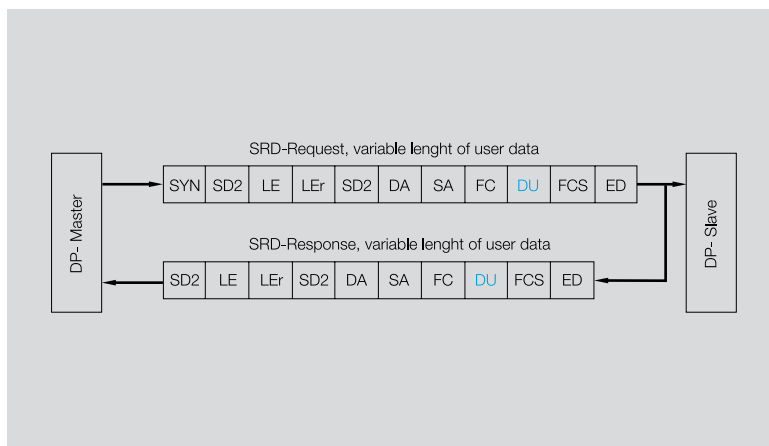 SRD-Request, variable lenght of user data
SYN SD2 LE LEr SD2 DA SA FC DU FCS ED
DP- Master
DP- Slave
SRD-Response, variable lenght of user data
SD2 LE LEr SD2 DA SA FC DU FCS ED